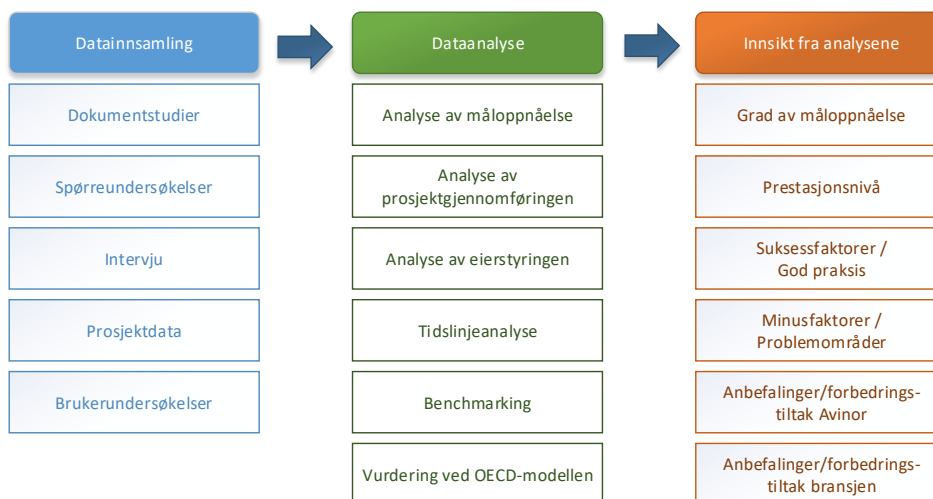 Datainnsamling
Dokumentstudier
Spørreundersøkelser
Intervju
Prosjektdata
Brukerundersøkelser
Dataanalyse
Analyse av måloppnåelse
Analyse av
prosjektgjennomføringen
Analyse av eierstyringen
Tidslinjeanalyse
Benchmarking
Vurdering ved OECD-modellen
Innsikt fra analysene
Grad av måloppnåelse
Prestasjonsnivå
Suksessfaktorer /
God praksis
Minusfaktorer /
Problemområder
Anbefalinger/forbedrings-
tiltak Avinor
Anbefalinger/forbedrings-
tiltak bransjen